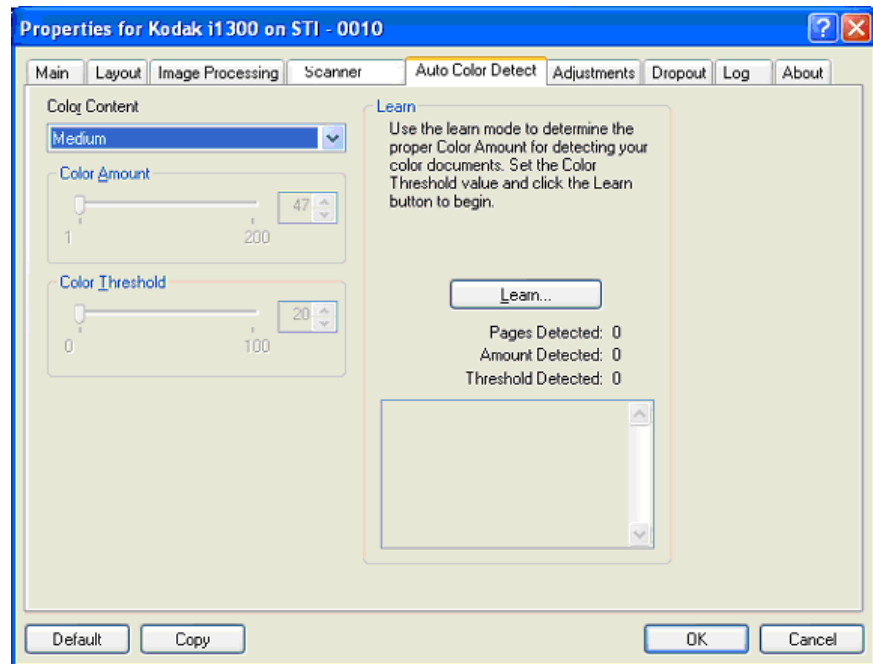 Properties for Kodak i1300 on STI - 0010
Main Layout Image Processing Scanner Auto Color Detect Adjustments Dropout Log About
Color Content
Medium
Color Amount
47
1 200
Color Threshold
20
0 100
Learn
Use the learn mode to determine the
proper Color Amount for detecting your
color documents. Set the Color
Threshold value and click the Learn
button to begin.
Learn...
Pages Detected: 0
Amount Detected: 0
Threshold Detected: 0
Default Copy OK Cancel